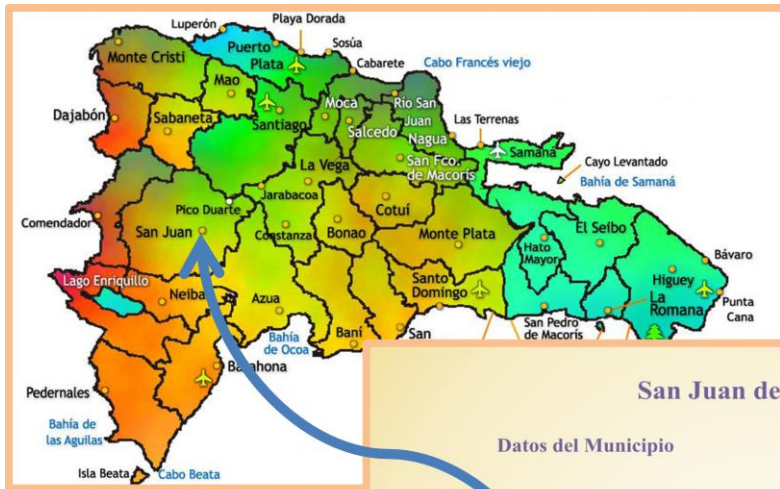 Luperón
Playa Dorada
Monte Cristi
Puerto
Plata
Sosúa
Cabarete
Cabo Francés viejo
Mao
Dajabón
Sabaneta
Santiago
Moca
Salcedo
Río San
Juan
Nagua
Las Terrenas
Samaná
Cayo Levantado
Bahía de Samaná
La Vega
San Fco.
de Macorís
Jarabacoa
Cotuí
Pico Duarte
Comendador
San Juan
Constanza
Bonao
Monte Plata
Hato
Mayor
El Seibo
Bávaro
Higuey
Punta
Cana
La
Romana
Lago Enriquillo
Neiba
Azua
Santo
Domingo
San Pedro
de Macorís
Bahía
de Ocoa
Baní
San
Barahona
Pedernales
Bahía de
las Aguilas
Isla Beata
Cabo Beata
San Juan de
Datos del Municipio